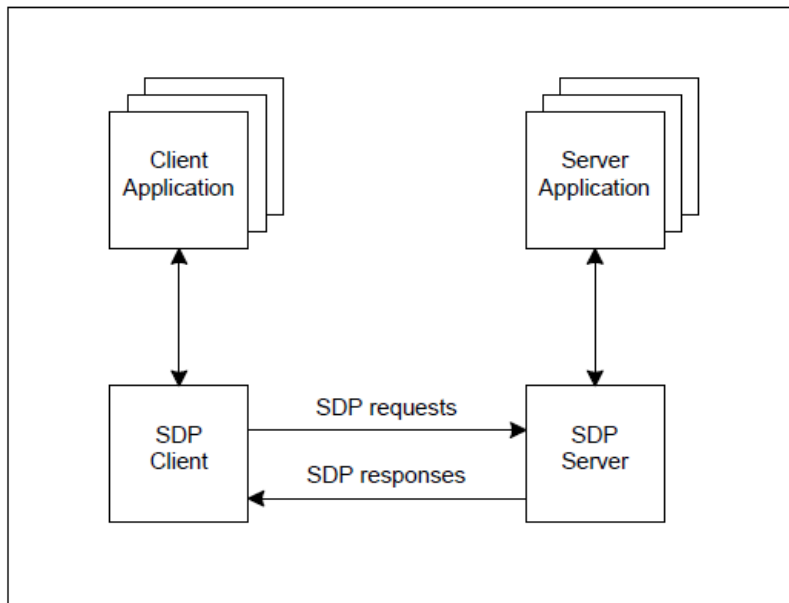 Client
Application
Server
Application
SDP requests
SDP
Client
SDP
Server
SDP responses